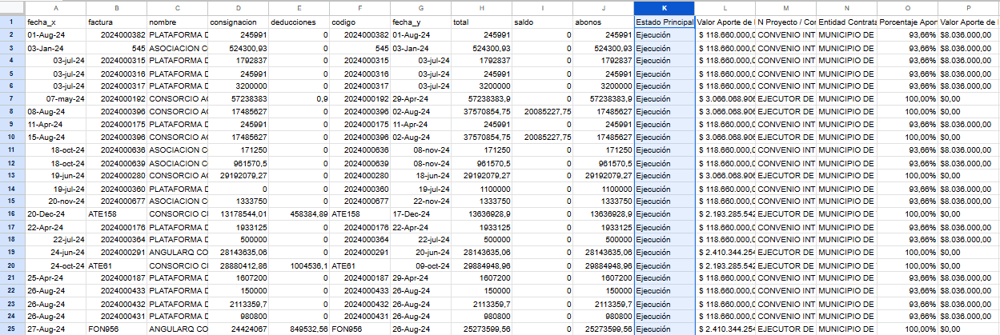 A B C D E F G H I J K L M N O P
1 fecha_x factura nombre consignacion deducciones codigo fecha_y total saldo abonos Estado Principal Valor Aporte de N Proyecto / Con Entidad Contrata Porcentaje Apor Valor Aporte de
2 01-Aug-24 2024000382 PLATAFORMA D 245991 0 2024000382 01-Aug-24 245991 0 245991 Ejecución $ 118.660.000,0 CONVENIO INT MUNICIPIO DE 93,66% $8.036.000,00
3 03-Jan-24 545 ASOCIACION C 524300,93 0 545 03-Jan-24 524300,93 0 524300,93 Ejecución $ 118.660.000,0 CONVENIO INT MUNICIPIO DE 93,66% $8.036.000,00
4 03-jul-24 2024000315 PLATAFORMA D 1792837 0 2024000315 03-jul-24 1792837 0 1792837 Ejecución $ 118.660.000,0 CONVENIO INT MUNICIPIO DE 93,66% $8.036.000,00
5 03-jul-24 2024000316 PLATAFORMA D 245991 0 2024000316 03-jul-24 245991 0 245991 Ejecución $ 118.660.000,0 CONVENIO INT MUNICIPIO DE 93,66% $8.036.000,00
6 03-jul-24 2024000317 PLATAFORMA D 3200000 0 2024000317 03-jul-24 3200000 0 3200000 Ejecución $ 118.660.000,0 CONVENIO INT MUNICIPIO DE 93,66% $8.036.000,00
7 07-may-24 2024000192 CONSORCIO AC 57238383 0,9 2024000192 29-Apr-24 57238383,9 0 57238383,9 Ejecución $ 3.066.068.906 EJECUTOR DE MUNICIPIO DE 100,00% $0,00
8 08-Aug-24 2024000396 CONSORCIO AC 17485627 0 2024000396 02-Aug-24 37570854,75 20085227,75 17485627 Ejecución $ 3.066.068.906 EJECUTOR DE MUNICIPIO DE 100,00% $0,00
9 11-Apr-24 2024000175 PLATAFORMA D 245991 0 2024000175 11-Apr-24 245991 0 245991 Ejecución $ 118.660.000,0 CONVENIO INT MUNICIPIO DE 93,66% $8.036.000,00
10 15-Aug-24 2024000396 CONSORCIO AC 17485627 0 2024000396 02-Aug-24 37570854,75 20085227,75 17485627 Ejecución $ 3.066.068.906 EJECUTOR DE MUNICIPIO DE 100,00% $0,00
11 18-oct-24 2024000636 ASOCIACION C 171250 0 2024000636 08-nov-24 171250 0 171250 Ejecución $ 118.660.000,0 CONVENIO INT MUNICIPIO DE 93,66% $8.036.000,00
12 18-oct-24 2024000639 ASOCIACION C 961570,5 0 2024000639 08-nov-24 961570,5 0 961570,5 Ejecución $ 118.660.000,0 CONVENIO INT MUNICIPIO DE 93,66% $8.036.000,00
13 19-jun-24 2024000280 CONSORCIO AC 29192079,27 0 2024000280 18-jun-24 29192079,27 0 29192079,27 Ejecución $ 3.066.068.906 EJECUTOR DE MUNICIPIO DE 100,00% $0,00
14 19-jul-24 2024000360 PLATAFORMA D 0 0 2024000360 19-jul-24 1100000 0 1100000 Ejecución $ 118.660.000,0 CONVENIO INT MUNICIPIO DE 93,66% $8.036.000,00
15 20-nov-24 2024000677 ASOCIACION C 1333750 0 2024000677 22-nov-24 1333750 0 1333750 Ejecución $ 118.660.000,0 CONVENIO INT MUNICIPIO DE 93,66% $8.036.000,00
16 20-Dec-24 ATE158 CONSORCIO CU 13178544,01 458384,89 ATE158 17-Dec-24 13636928,9 0 13636928,9 Ejecución $ 2.193.285.542 EJECUTOR DE MUNICIPIO DE 100,00% $0,00
17 22-Apr-24 2024000176 PLATAFORMA D 1933125 0 2024000176 22-Apr-24 1933125 0 1933125 Ejecución $ 118.660.000,0 CONVENIO INT MUNICIPIO DE 93,66% $8.036.000,00
18 22-jul-24 2024000364 PLATAFORMA D 500000 0 2024000364 22-jul-24 500000 0 500000 Ejecución $ 118.660.000,0 CONVENIO INT MUNICIPIO DE 93,66% $8.036.000,00
19 24-jun-24 2024000291 ANGULARQ CO 28143635,06 0 2024000291 20-jun-24 28143635,06 0 28143635,06 Ejecución $ 2.410.344.254 EJECUTOR DE MUNICIPIO DE 100,00% $0,00
20 24-oct-24 ATE61 CONSORCIO CU 28880412,86 1004536,1 ATE61 09-oct-24 29884948,96 0 29884948,96 Ejecución $ 2.193.285.542 EJECUTOR DE MUNICIPIO DE 100,00% $0,00
21 25-Apr-24 2024000187 PLATAFORMA D 1607200 0 2024000187 29-Apr-24 1607200 0 1607200 Ejecución $ 118.660.000,0 CONVENIO INT MUNICIPIO DE 93,66% $8.036.000,00
22 26-Aug-24 2024000433 PLATAFORMA D 150000 0 2024000433 26-Aug-24 150000 0 150000 Ejecución $ 118.660.000,0 CONVENIO INT MUNICIPIO DE 93,66% $8.036.000,00
23 26-Aug-24 2024000432 PLATAFORMA D 2113359,7 0 2024000432 26-Aug-24 2113359,7 0 2113359,7 Ejecución $ 118.660.000,0 CONVENIO INT MUNICIPIO DE 93,66% $8.036.000,00
24 26-Aug-24 2024000431 PLATAFORMA D 980800 0 2024000431 26-Aug-24 980800 0 980800 Ejecución $ 118.660.000,0 CONVENIO INT MUNICIPIO DE 93,66% $8.036.000,00
25 27-Aug-24 FON956 ANGULARQ CO 24424067 849532,56 FON956 26-Aug-24 25273599,56 0 25273599,56 Ejecución $ 2.410.344.254 EJECUTOR DE MUNICIPIO DE 100,00% $0,00